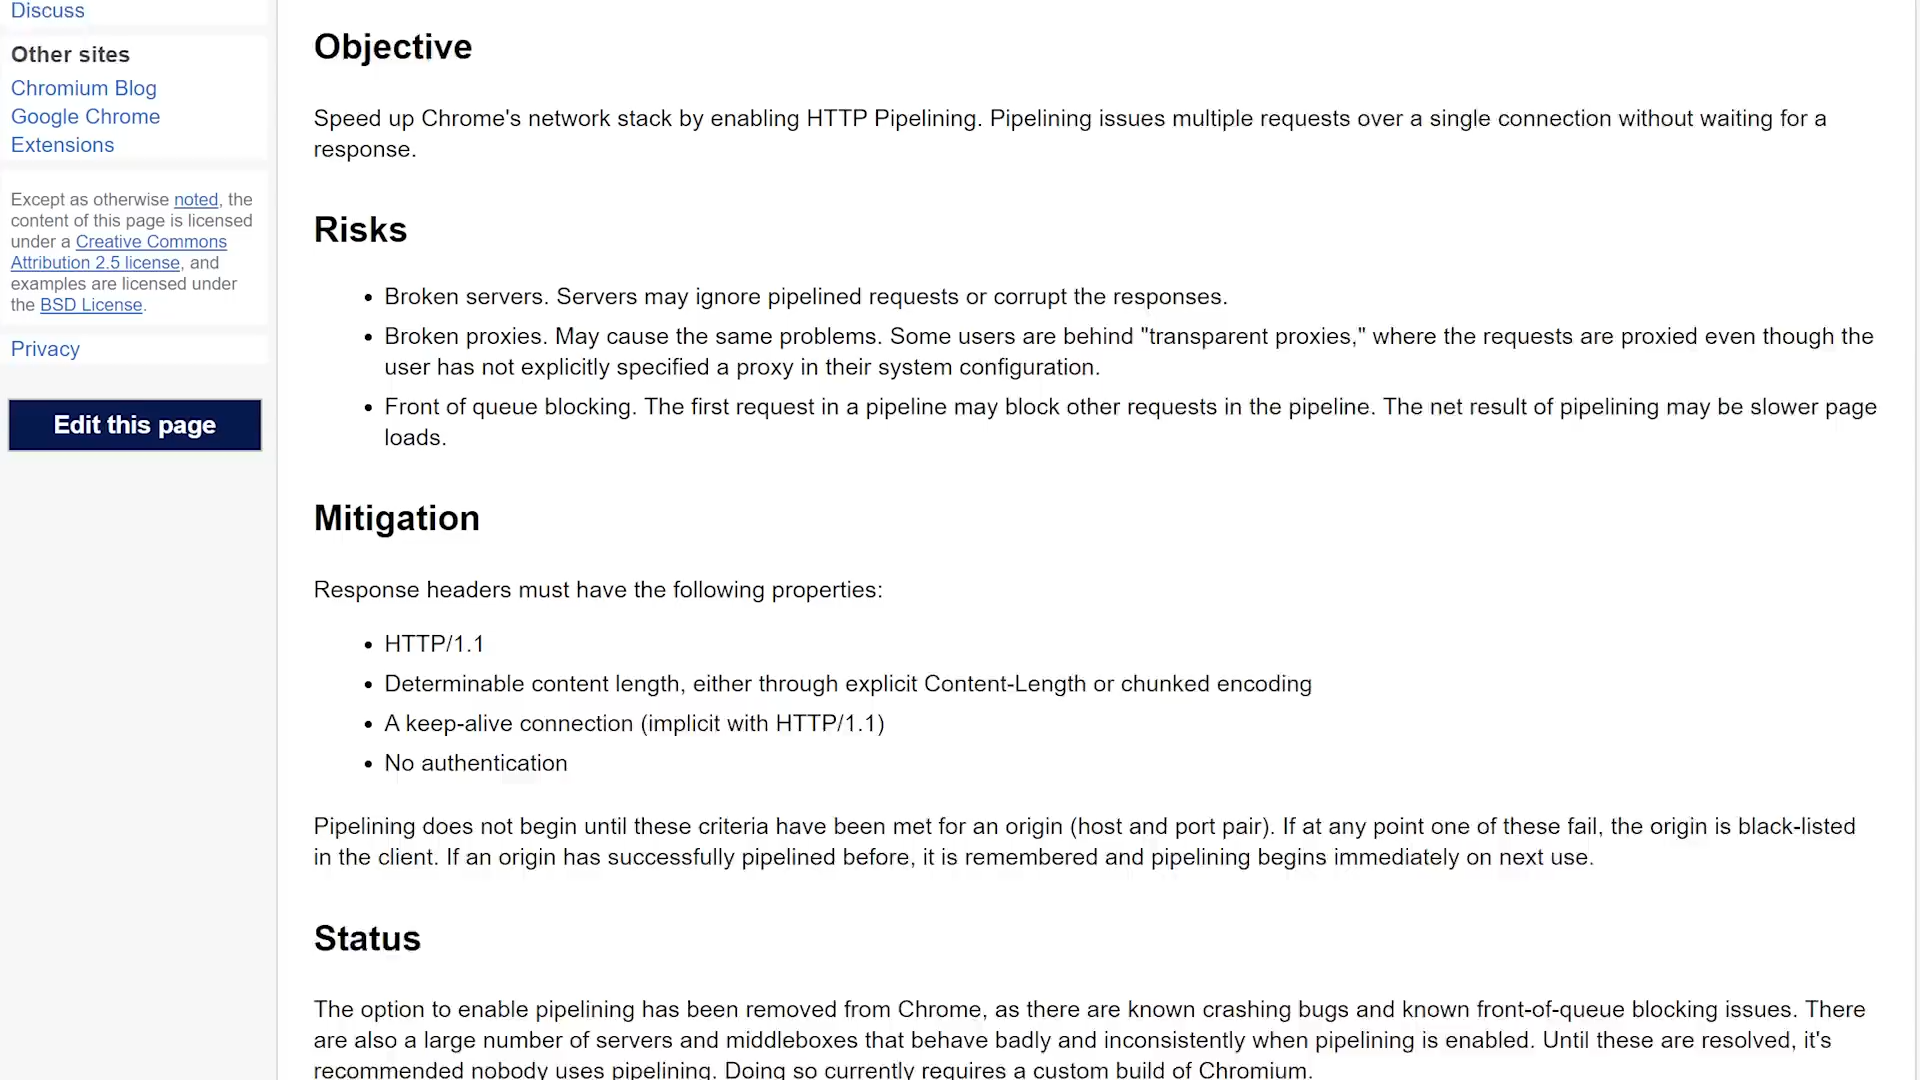 Discuss
Other sites
Chromium Blog
Google Chrome
Extensions
Except as otherwise noted, the
content of this page is licensed
under a Creative Commons
Attribution 2.5 license, and
examples are licensed under
the BSD License.
Privacy
Edit this page
Objective
Speed up Chrome's network stack by enabling HTTP Pipelining. Pipelining issues multiple requests over a single connection without waiting for a
response.
Risks
• Broken servers. Servers may ignore pipelined requests or corrupt the responses.
• Broken proxies. May cause the same problems. Some users are behind "transparent proxies," where the requests are proxied even though the
user has not explicitly specified a proxy in their system configuration.
• Front of queue blocking. The first request in a pipeline may block other requests in the pipeline. The net result of pipelining may be slower page
loads.
Mitigation
Response headers must have the following properties:
• HTTP/1.1
• Determinable content length, either through explicit Content-Length or chunked encoding
• A keep-alive connection (implicit with HTTP/1.1)
• No authentication
Pipelining does not begin until these criteria have been met for an origin (host and port pair). If at any point one of these fail, the origin is black-listed
in the client. If an origin has successfully pipelined before, it is remembered and pipelining begins immediately on next use.
Status
The option to enable pipelining has been removed from Chrome, as there are known crashing bugs and known front-of-queue blocking issues. There
are also a large number of servers and middleboxes that behave badly and inconsistently when pipelining is enabled. Until these are resolved, it's
recommended nobody uses pipelining. Doing so currently requires a custom build of Chromium.